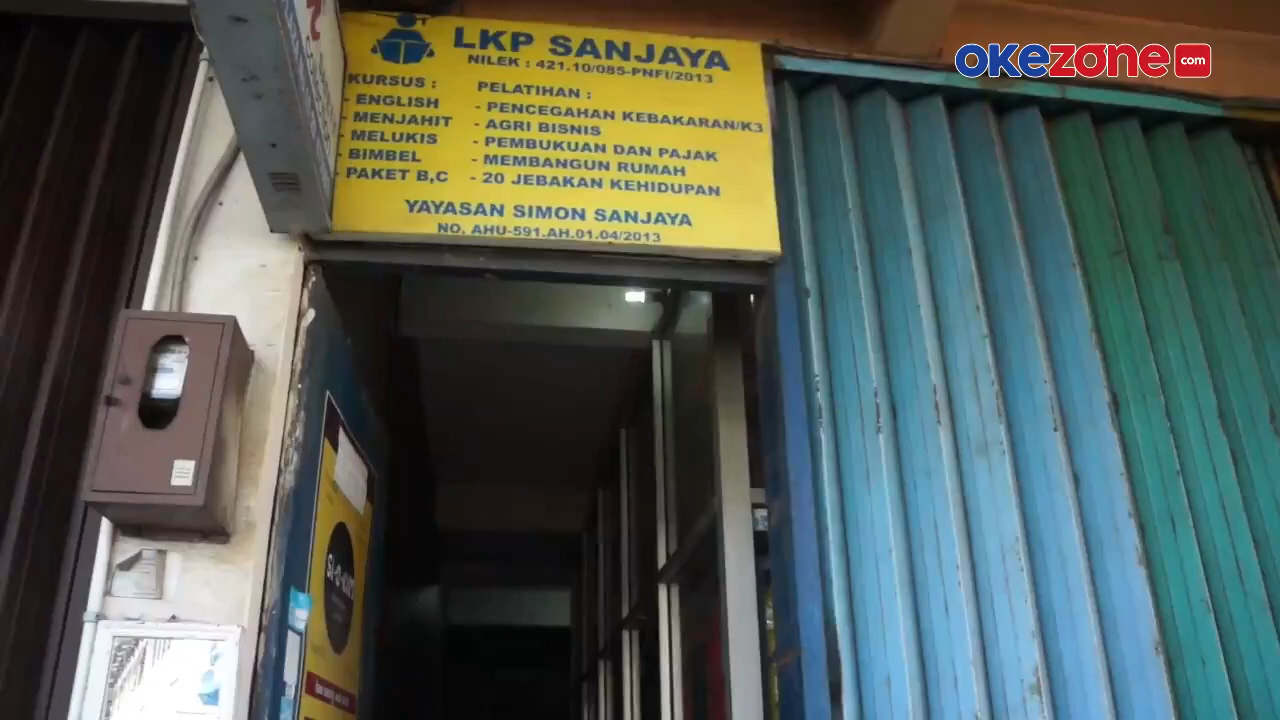 LKP SANJAYA
NILEK : 421.10/085-PNFI/2013
KURSUS :
- ENGLISH
- MENJAHIT
- MELUKIS
- BIMBEL
- PAKET B,C
PELATIHAN :
- PENCEGAHAN KEBAKARAN/K3
- AGRI BISNIS
- PEMBUKUAN DAN PAJAK
- MEMBANGUN RUMAH
- 20 JEBAKAN KEHIDUPAN
YAYASAN SIMON SANJAYA
NO. AHU-591.AH.01.04/2013
okezone.com